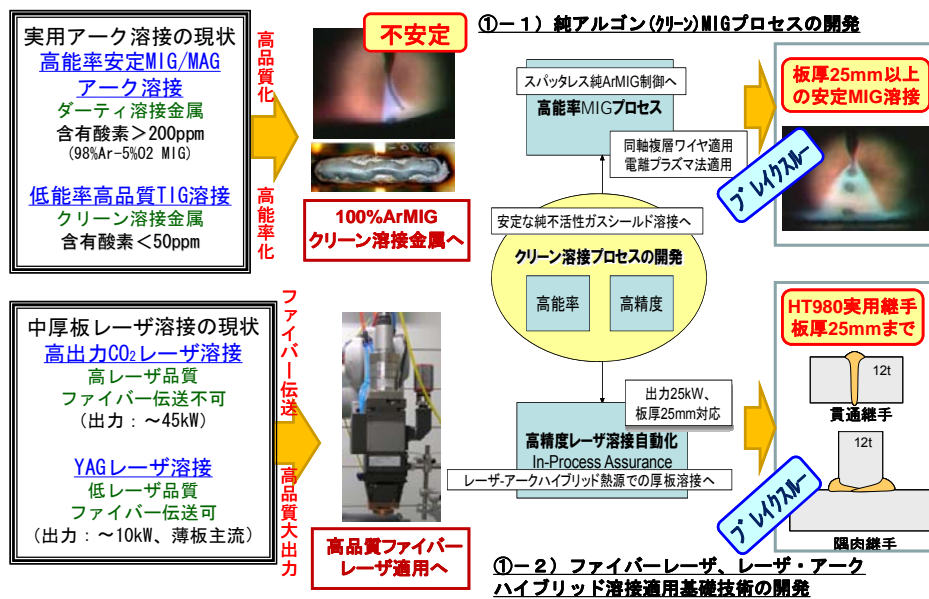 ①－１）純アルゴン(クリーン)MIGプロセスの開発
実用アーク溶接の現状
高能率安定MIG/MAG
アーク溶接
ダーティ溶接金属
含有酸素＞200ppm
(98%Ar-5%O2 MIG)
低能率高品質TIG溶接
クリーン溶接金属
含有酸素＜50ppm
高品質化
高能率化
不安定
100%ArMIG
クリーン溶接金属へ
スパッタレス純ArMIG制御へ
高能率MIGプロセス
同軸複層ワイヤ適用
電離プラズマ法適用
安定な純不活性ガスシールド溶接へ
クリーン溶接プロセスの開発
高能率
高精度
板厚25mm以上
の安定MIG溶接
ブレイクスルー
中厚板レーザ溶接の現状
高出力CO₂レーザ溶接
高レーザ品質
ファイバー伝送不可
(出力：～45kW)
YAGレーザ溶接
低レーザ品質
ファイバー伝送可
(出力：～10kW、薄板主流)
ファイバー伝送
高品質大出力
高品質ファイバー
レーザ適用へ
出力25kW、
板厚25mm対応
高精度レーザ溶接自動化
In-Process Assurance
レーザ-アークハイブリッド熱源での厚板溶接へ
HT980実用継手
板厚25mmまで
12t
貫通継手
12t
隅肉継手
ブレイクスルー
①－２）ファイバーレーザ、レーザ・アーク
ハイブリッド溶接適用基礎技術の開発